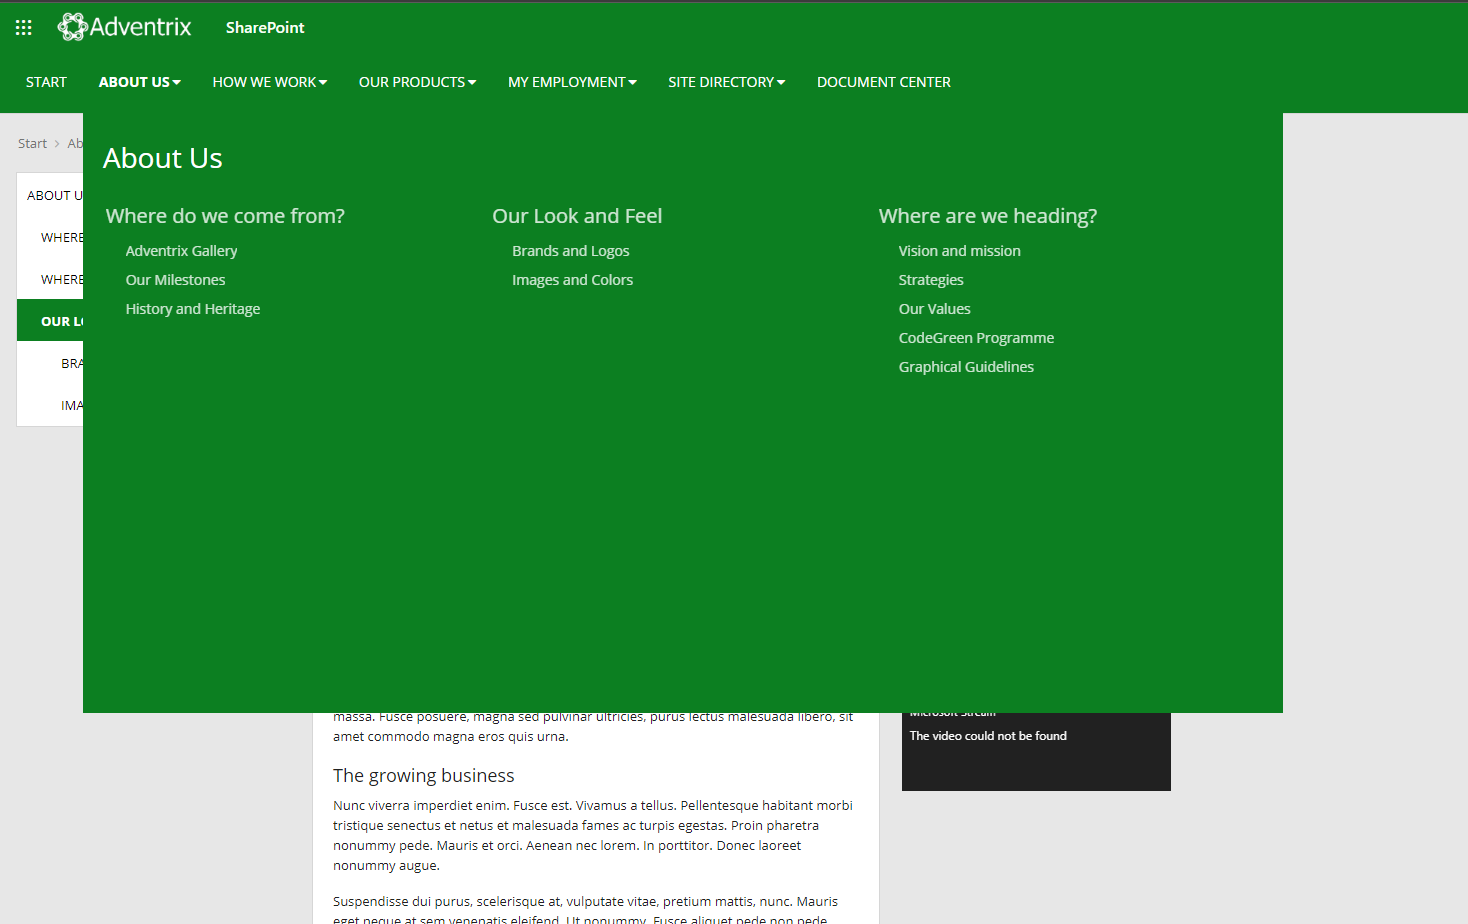 Adventrix
SharePoint
START
ABOUT US
HOW WE WORK
OUR PRODUCTS
MY EMPLOYMENT
SITE DIRECTORY
DOCUMENT CENTER
Start > Ab
ABOUT U
WHERE
WHERE
OUR LO
BRA
IMA
About Us
Where do we come from?
Adventrix Gallery
Our Milestones
History and Heritage
Our Look and Feel
Brands and Logos
Images and Colors
Where are we heading?
Vision and mission
Strategies
Our Values
CodeGreen Programme
Graphical Guidelines
massa. Fusce posuere, magna sed pulvinar ultricies, purus lectus malesuada libero, sit
amet commodo magna eros quis urna.
The growing business
Nunc viverra imperdiet enim. Fusce est. Vivamus a tellus. Pellentesque habitant morbi
tristique senectus et netus et malesuada fames ac turpis egestas. Proin pharetra
nonummy pede. Mauris et orci. Aenean nec lorem. In porttitor. Donec laoreet
nonummy augue.
Suspendisse dui purus, scelerisque at, vulputate vitae, pretium mattis, nunc. Mauris
eget neque at sem venenatis eleifend. Ut nonummy. Fusce aliquet pede non pede.
Microsoft Stream
The video could not be found